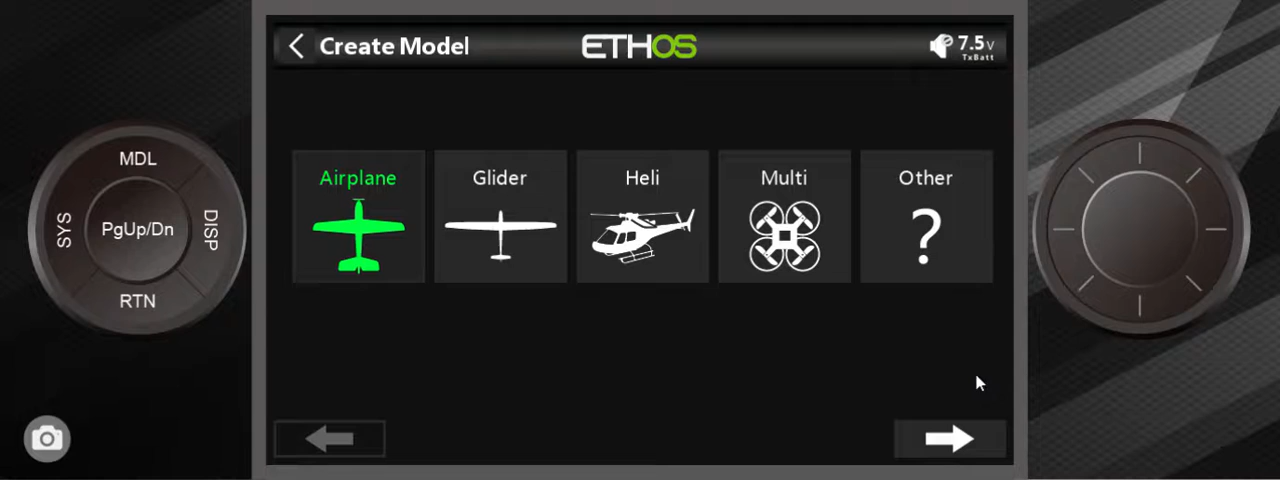 Create Model
ETHOS
7.5V
TxBatt
MDL
SYS
PgUp/Dn
DISP
RTN
Airplane
Glider
Heli
Multi
Other
?